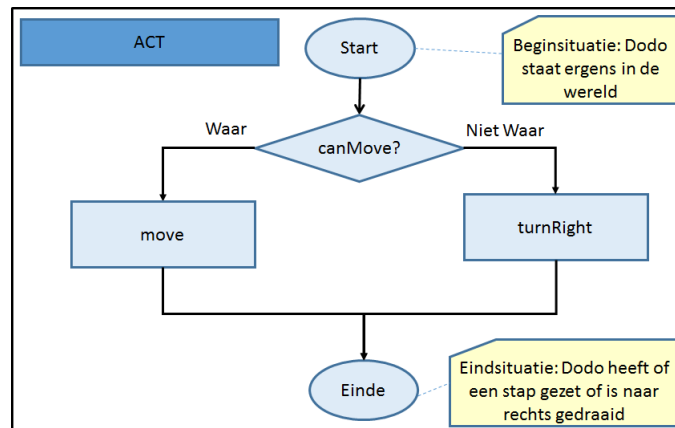 ACT
Start
Beginsituatie: Dodo
staat ergens in de
wereld
Waar
canMove?
Niet Waar
move
turnRight
Einde
Eindsituatie: Dodo heeft of
een stap gezet of is naar
rechts gedraaid